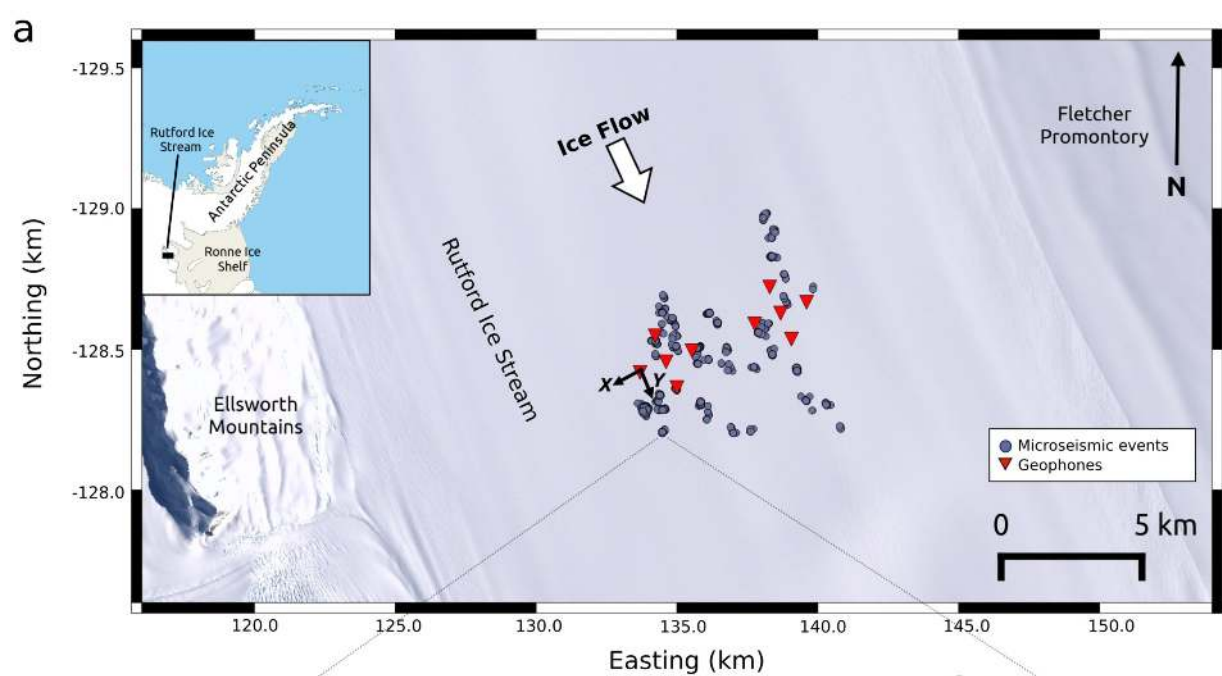 a
-129.5
-129.0
-128.5
-128.0
Northing (km)
Rutford Ice
Stream
Antarctic Peninsula
Ronne Ice
Shelf
Ice Flow
Fletcher
Promontory
N
Rutford Ice Stream
Ellsworth
Mountains
X
Y
Microseismic events
Geophones
0
5 km
120.0
125.0
130.0
135.0
140.0
145.0
150.0
Easting (km)